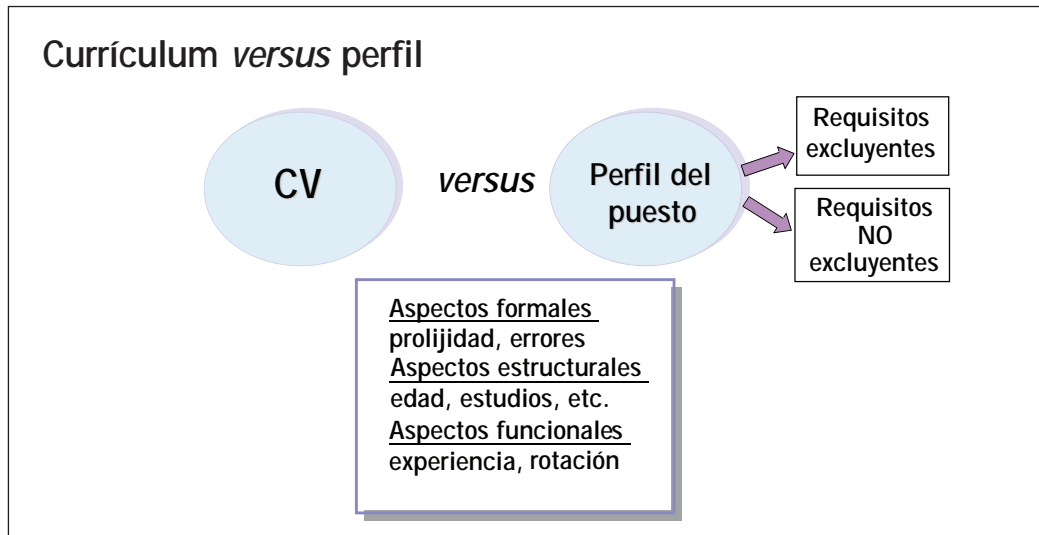 Currículum versus perfil
CV
versus
Perfil del
puesto
Requisitos
excluyentes
Requisitos
NO
excluyentes
Aspectos formales
prolijidad, errores
Aspectos estructurales
edad, estudios, etc.
Aspectos funcionales
experiencia, rotación